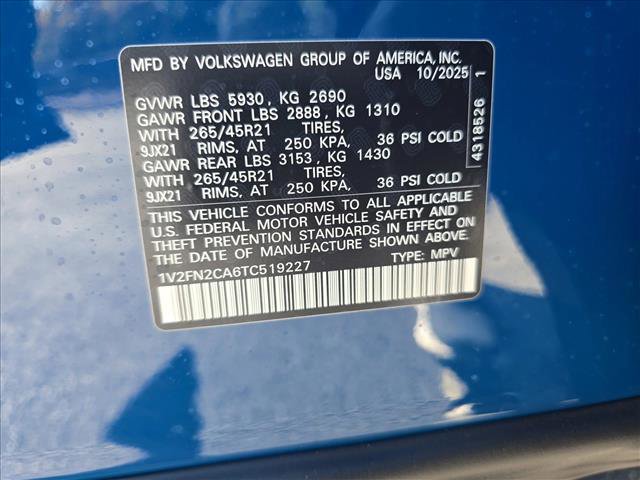 MFD BY VOLKSWAGEN GROUP OF AMERICA, INC.
USA 10/2025
GVWR LBS 5930, KG 2690
GAWR FRONT LBS 2888, KG 1310
WITH 265/45R21 TIRES,
9JX21 RIMS, AT 250 KPA, 36 PSI COLD
GAWR REAR LBS 3153, KG 1430
WITH 265/45R21 TIRES,
9JX21 RIMS, AT 250 KPA, 36 PSI COLD
THIS VEHICLE CONFORMS TO ALL APPLICABLE
U.S. FEDERAL MOTOR VEHICLE SAFETY AND
THEFT PREVENTION STANDARDS IN EFFECT ON
THE DATE OF MANUFACTURE SHOWN ABOVE.
1V2FN2CA6TC519227 TYPE: MPV
4318526 1